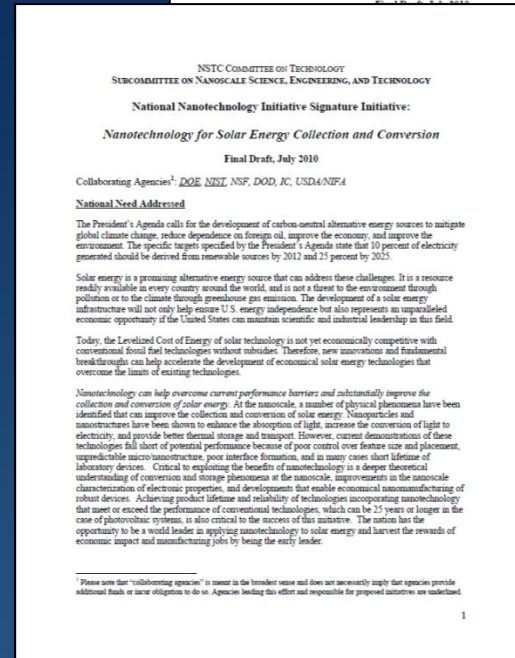 Final Draft, July 2010
NSTC COMMITTEE ON TECHNOLOGY
SUBCOMMITTEE ON NANOSCALE SCIENCE, ENGINEERING, AND TECHNOLOGY
National Nanotechnology Initiative Signature Initiative:
Nanotechnology for Solar Energy Collection and Conversion
Final Draft, July 2010
Collaborating Agencies¹: DOE, NIST, NSF, DOD, IC, USDA/NIFA
National Need Addressed
The President's Agenda calls for the development of carbon-neutral alternative energy sources to mitigate
global climate change, reduce dependence on foreign oil, improve the economy, and improve the
environment. The specific targets specified by the President's Agenda state that 10 percent of electricity
generated should be derived from renewable sources by 2012 and 25 percent by 2025.
Solar energy is a promising alternative energy source that can address these challenges. It is a resource
readily available in every country around the world, and is not a threat to the environment through
pollution or to the climate through greenhouse gas emission. The development of a solar energy
infrastructure will not only help ensure U.S. energy independence but also represents an unparalleled
economic opportunity if the United States can maintain scientific and industrial leadership in this field.
Today, the Levelized Cost of Energy of solar technology is not yet economically competitive with
conventional fossil fuel technologies without subsidies. Therefore, new innovations and fundamental
breakthroughs can help accelerate the development of economical solar energy technologies that
overcome the limits of existing technologies.
Nanotechnology can help overcome current performance barriers and substantially improve the
collection and conversion of solar energy. At the nanoscale, a number of physical phenomena have been
identified that can improve the collection and conversion of solar energy. Nanoparticles and
nanostructures have been shown to enhance the absorption of light, increase the conversion of light to
electricity, and provide better thermal storage and transport. However, current demonstrations of these
technologies fall short of potential performance because of poor control over feature size and placement,
unpredictable micro/nanostructure, poor interface formation, and in many cases short lifetime of
laboratory devices. Critical to exploiting the benefits of nanotechnology is a deeper theoretical
understanding of conversion and storage phenomena at the nanoscale, improvements in the nanoscale
characterization of electronic properties, and developments that enable economical nanomanufacturing of
robust devices. Achieving product lifetime and reliability of technologies incorporating nanotechnology
that meet or exceed the performance of conventional technologies, which can be 25 years or longer in the
case of photovoltaic systems, is also critical to the success of this initiative. The nation has the
opportunity to be a world leader in applying nanotechnology to solar energy and harvest the rewards of
economic impact and manufacturing jobs by being the early leader.
¹ Please note that "collaborating agencies" is meant in the broadest sense and does not necessarily imply that agencies provide
additional funds or incur obligation to do so. Agencies leading this effort and responsible for proposed initiatives are underlined.
1